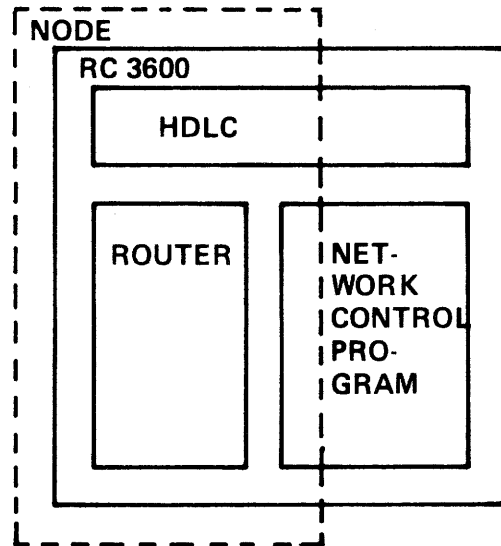 NODE
RC 3600
HDLC
ROUTER
NET-
WORK
CONTROL
PRO-
GRAM